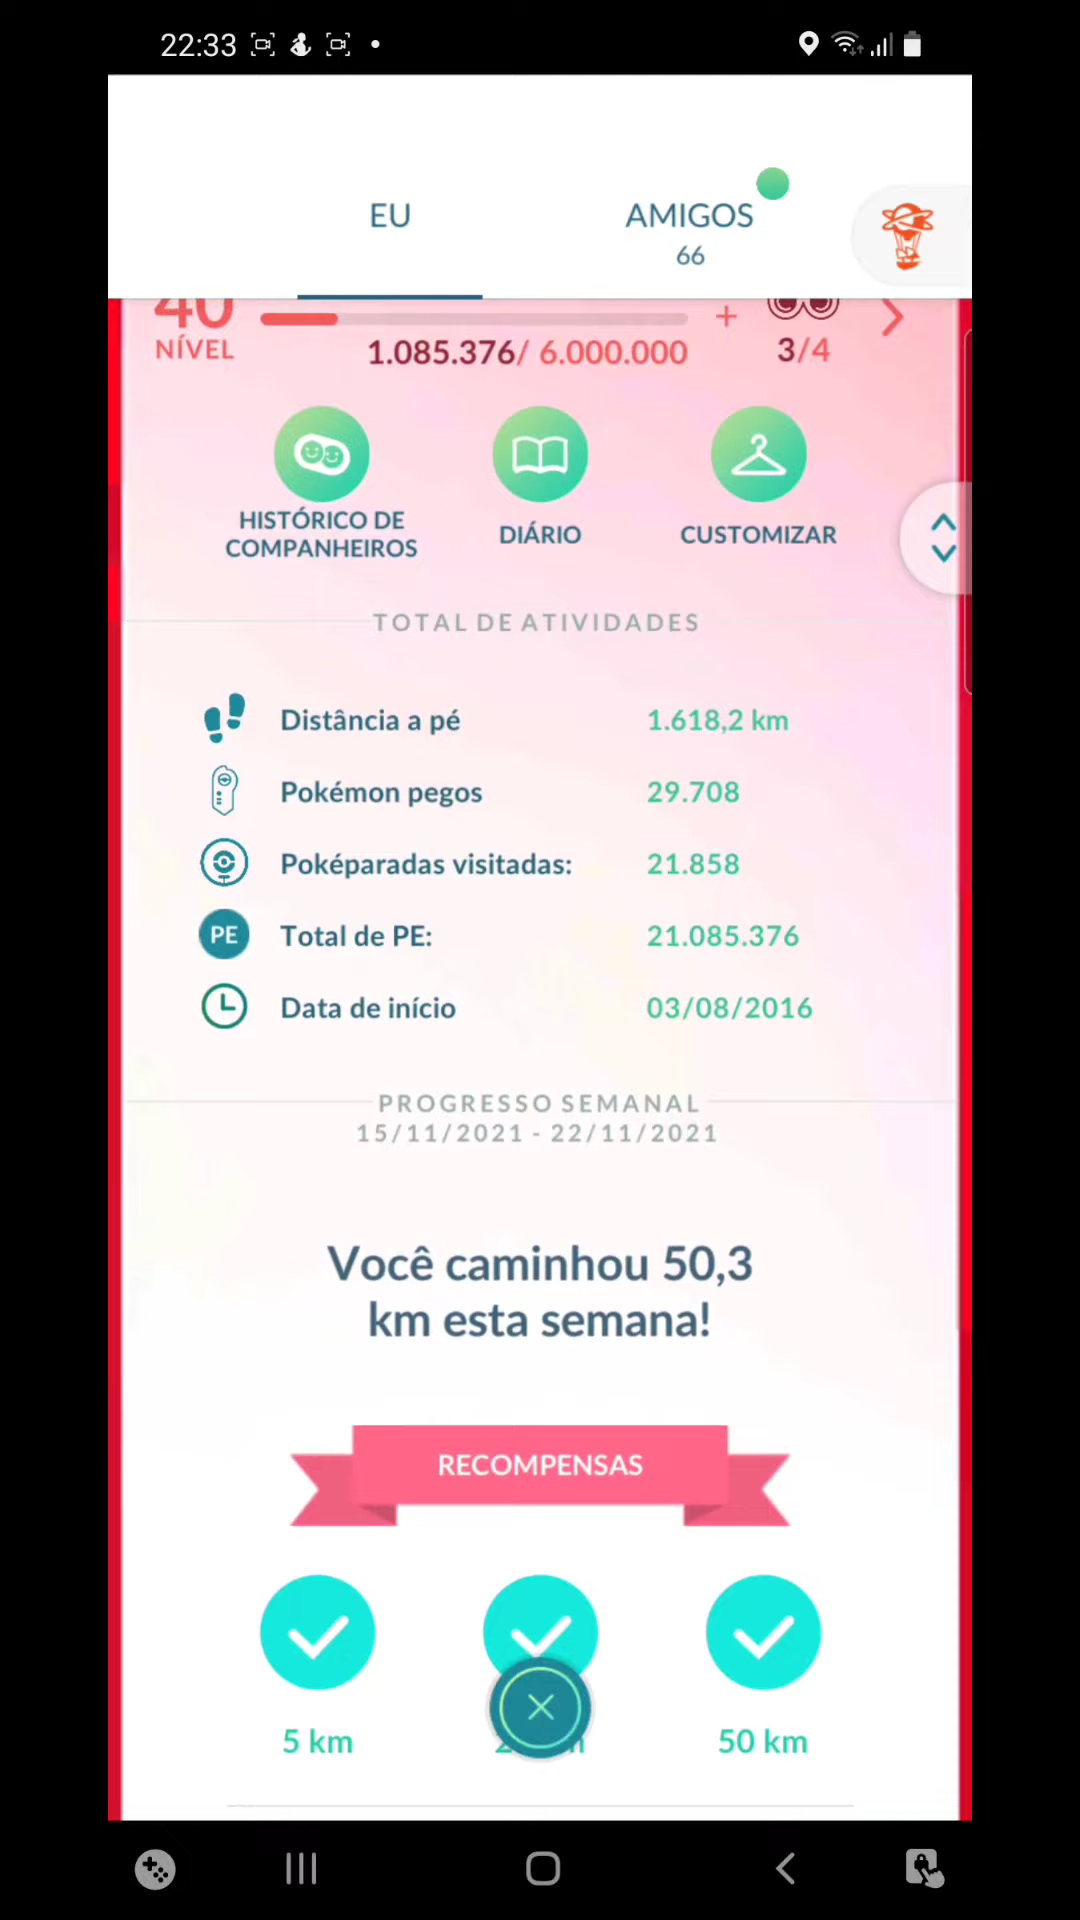 22:33
EU
AMIGOS
66
40
NÍVEL
1.085.376/ 6.000.000
+
3/4
HISTÓRICO DE
COMPANHEIROS
DIÁRIO
CUSTOMIZAR
TOTAL DE ATIVIDADES
Distância a pé 1.618,2 km
Pokémon pegos 29.708
Poképaradas visitadas: 21.858
PE Total de PE: 21.085.376
Data de início 03/08/2016
PROGRESSO SEMANAL
15/11/2021 - 22/11/2021
Você caminhou 50,3
km esta semana!
RECOMPENSAS
5 km
50 km